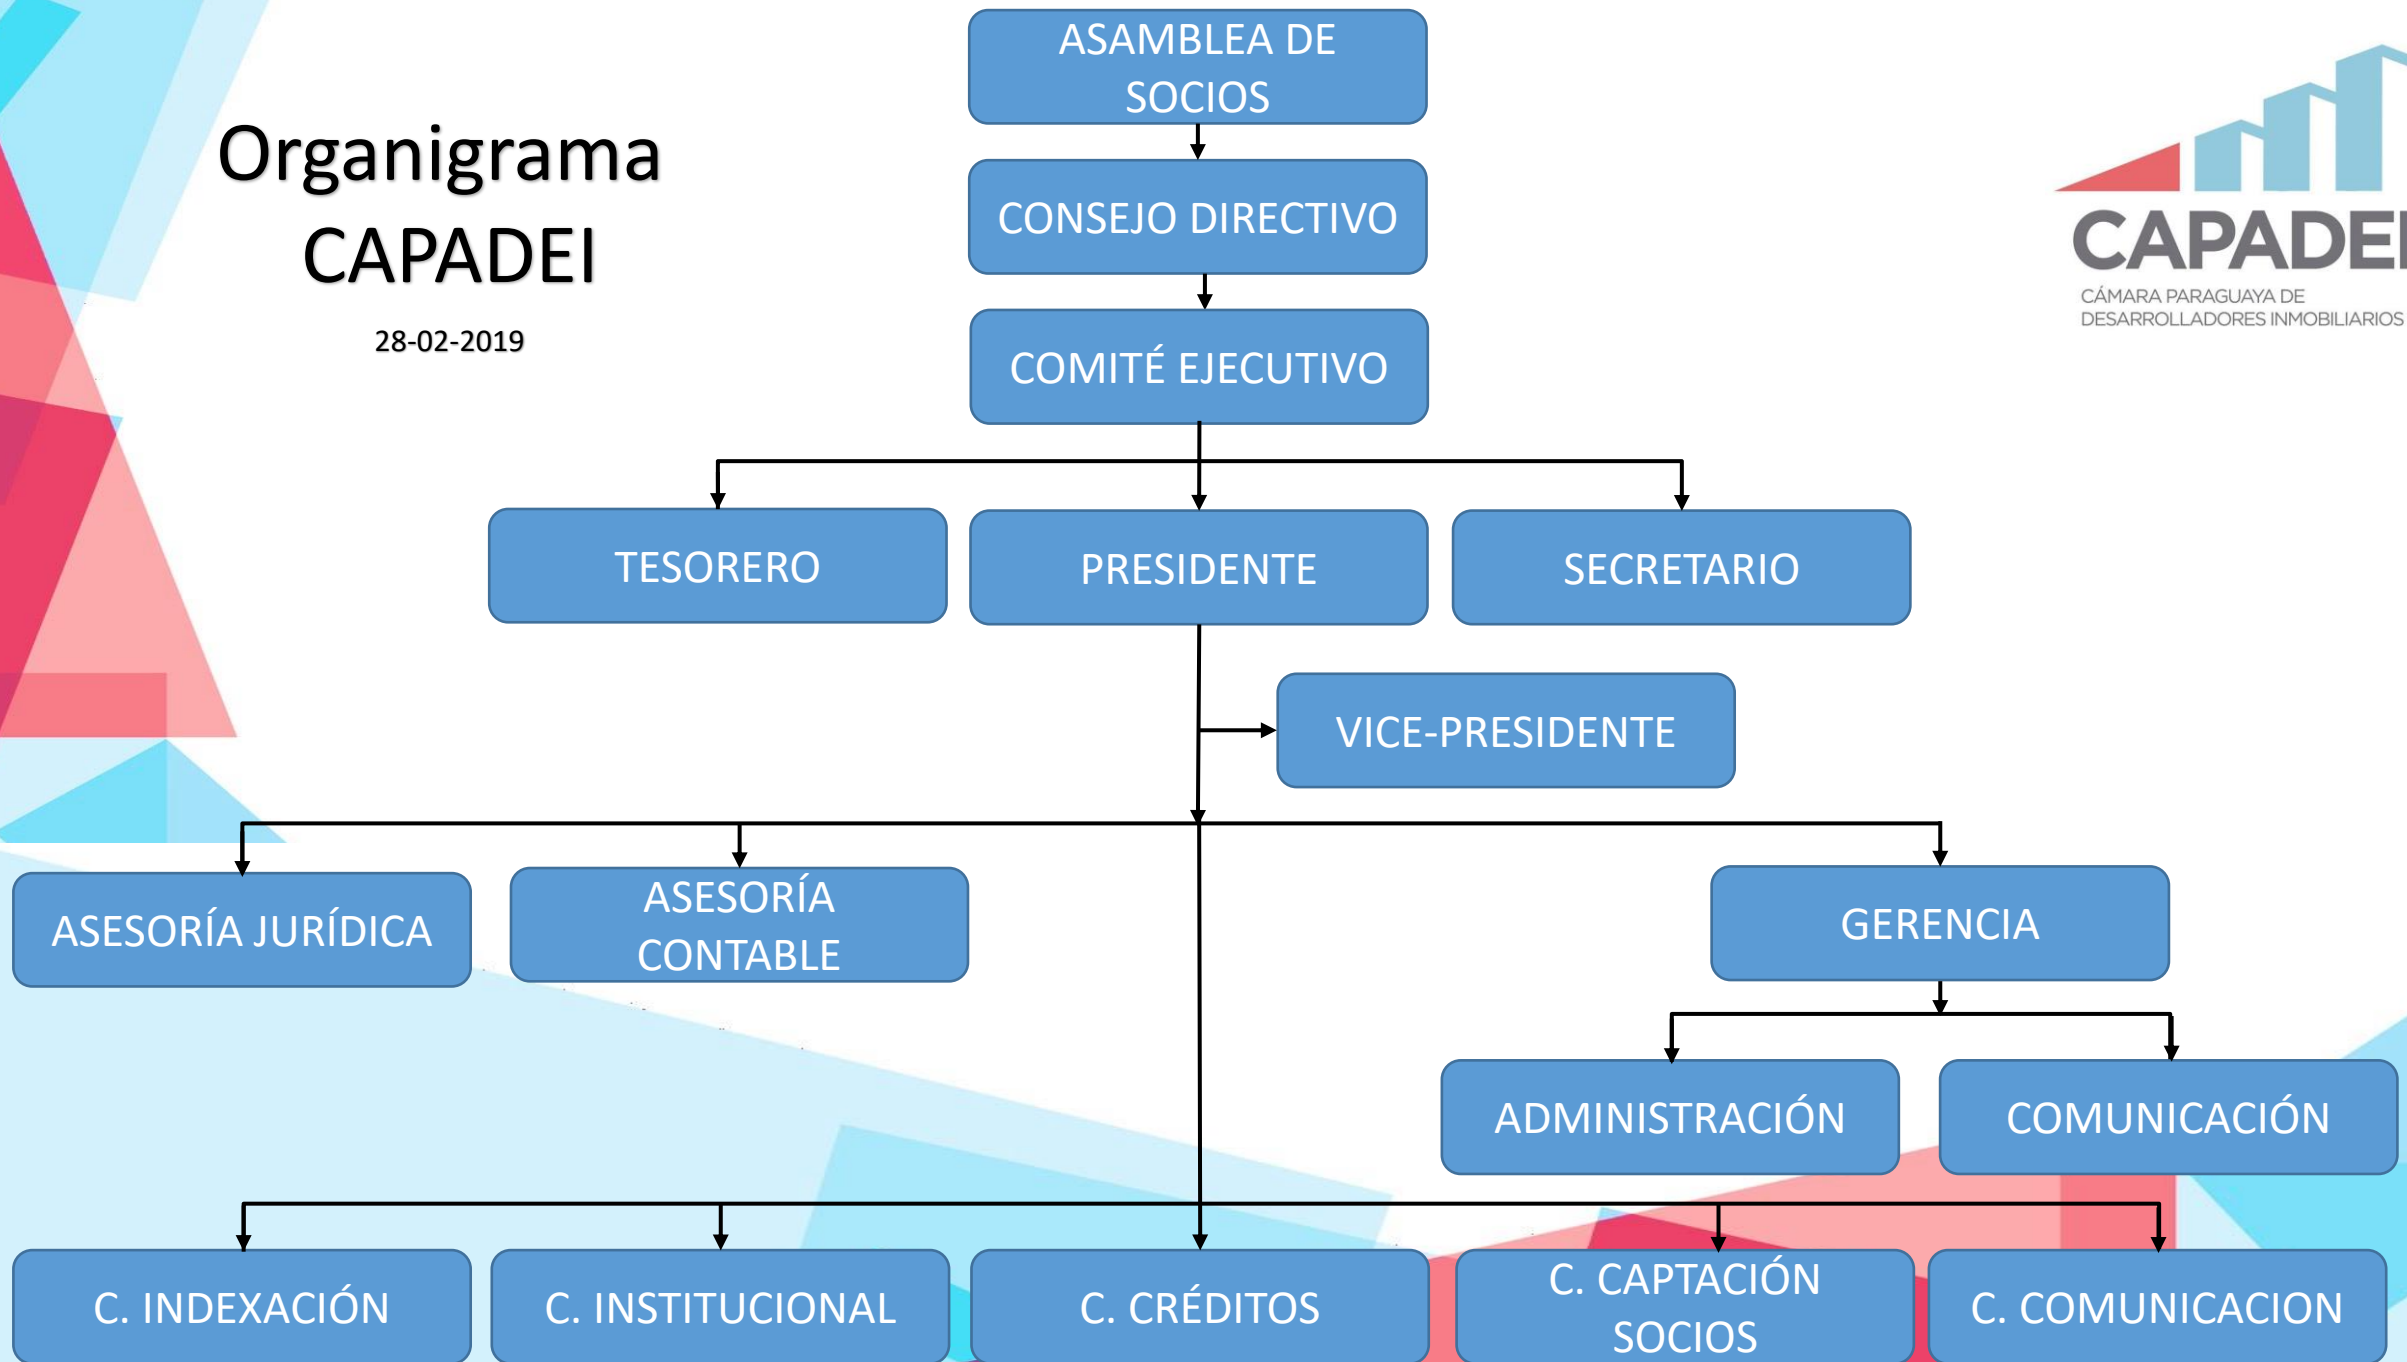 Organigrama
CAPADEI
28-02-2019
ASAMBLEA DE
SOCIOS
CONSEJO DIRECTIVO
COMITÉ EJECUTIVO
CAPADEI
CÁMARA PARAGUAYA DE
DESARROLLADORES INMOBILIARIOS
TESORERO
PRESIDENTE
SECRETARIO
VICE-PRESIDENTE
ASESORÍA JURÍDICA
ASESORÍA
CONTABLE
GERENCIA
ADMINISTRACIÓN
COMUNICACIÓN
C. INDEXACIÓN
C. INSTITUCIONAL
C. CRÉDITOS
C. CAPTACIÓN
SOCIOS
C. COMUNICACION